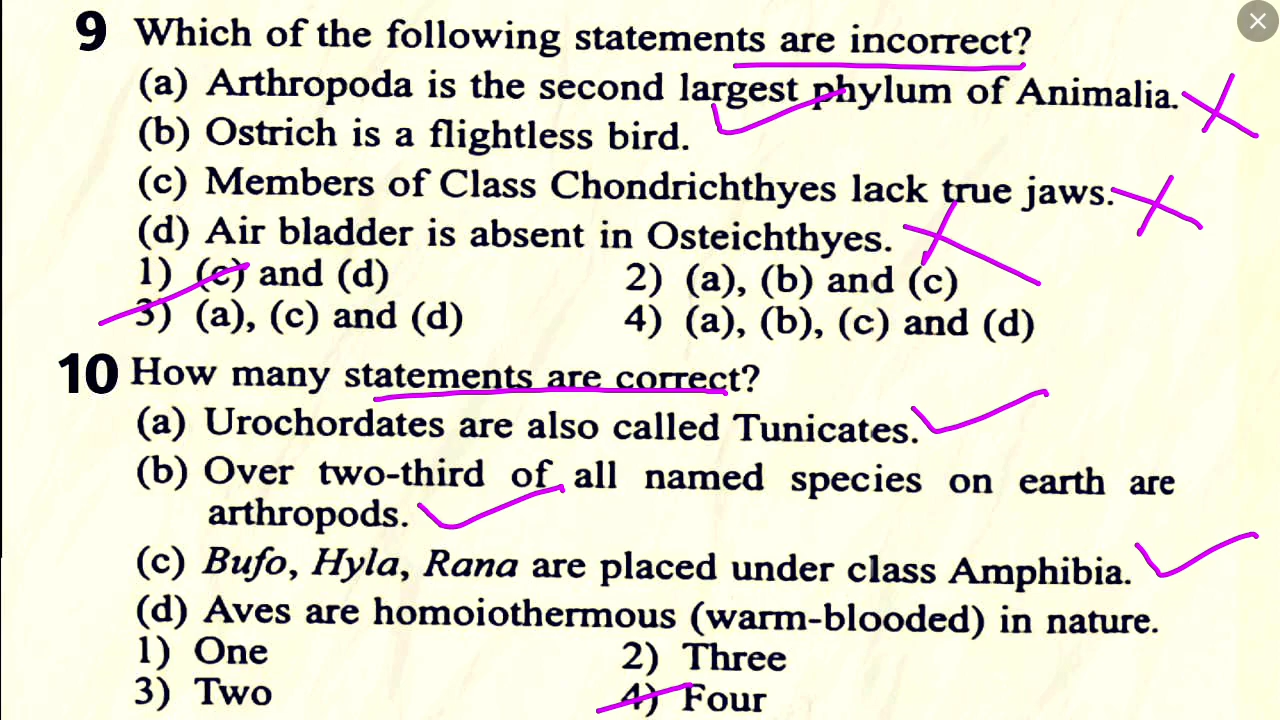 9 Which of the following statements are incorrect?
(a) Arthropoda is the second largest phylum of Animalia.
(b) Ostrich is a flightless bird.
(c) Members of Class Chondrichthyes lack true jaws.
(d) Air bladder is absent in Osteichthyes.
1) (c) and (d) 2) (a), (b) and (c)
3) (a), (c) and (d) 4) (a), (b), (c) and (d)
10 How many statements are correct?
(a) Urochordates are also called Tunicates.
(b) Over two-third of all named species on earth are
arthropods.
(c) Bufo, Hyla, Rana are placed under class Amphibia.
(d) Aves are homoiothermous (warm-blooded) in nature.
1) One 2) Three
3) Two 4) Four